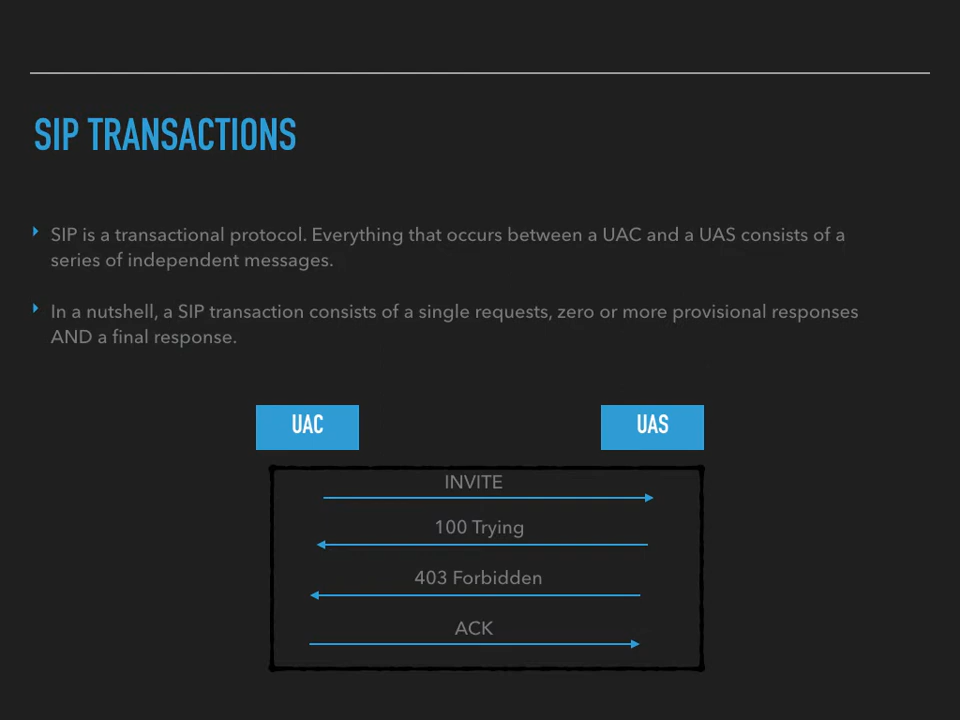 SIP TRANSACTIONS
SIP is a transactional protocol. Everything that occurs between a UAC and a UAS consists of a
series of independent messages.
In a nutshell, a SIP transaction consists of a single requests, zero or more provisional responses
AND a final response.
UAC
UAS
INVITE
100 Trying
403 Forbidden
ACK